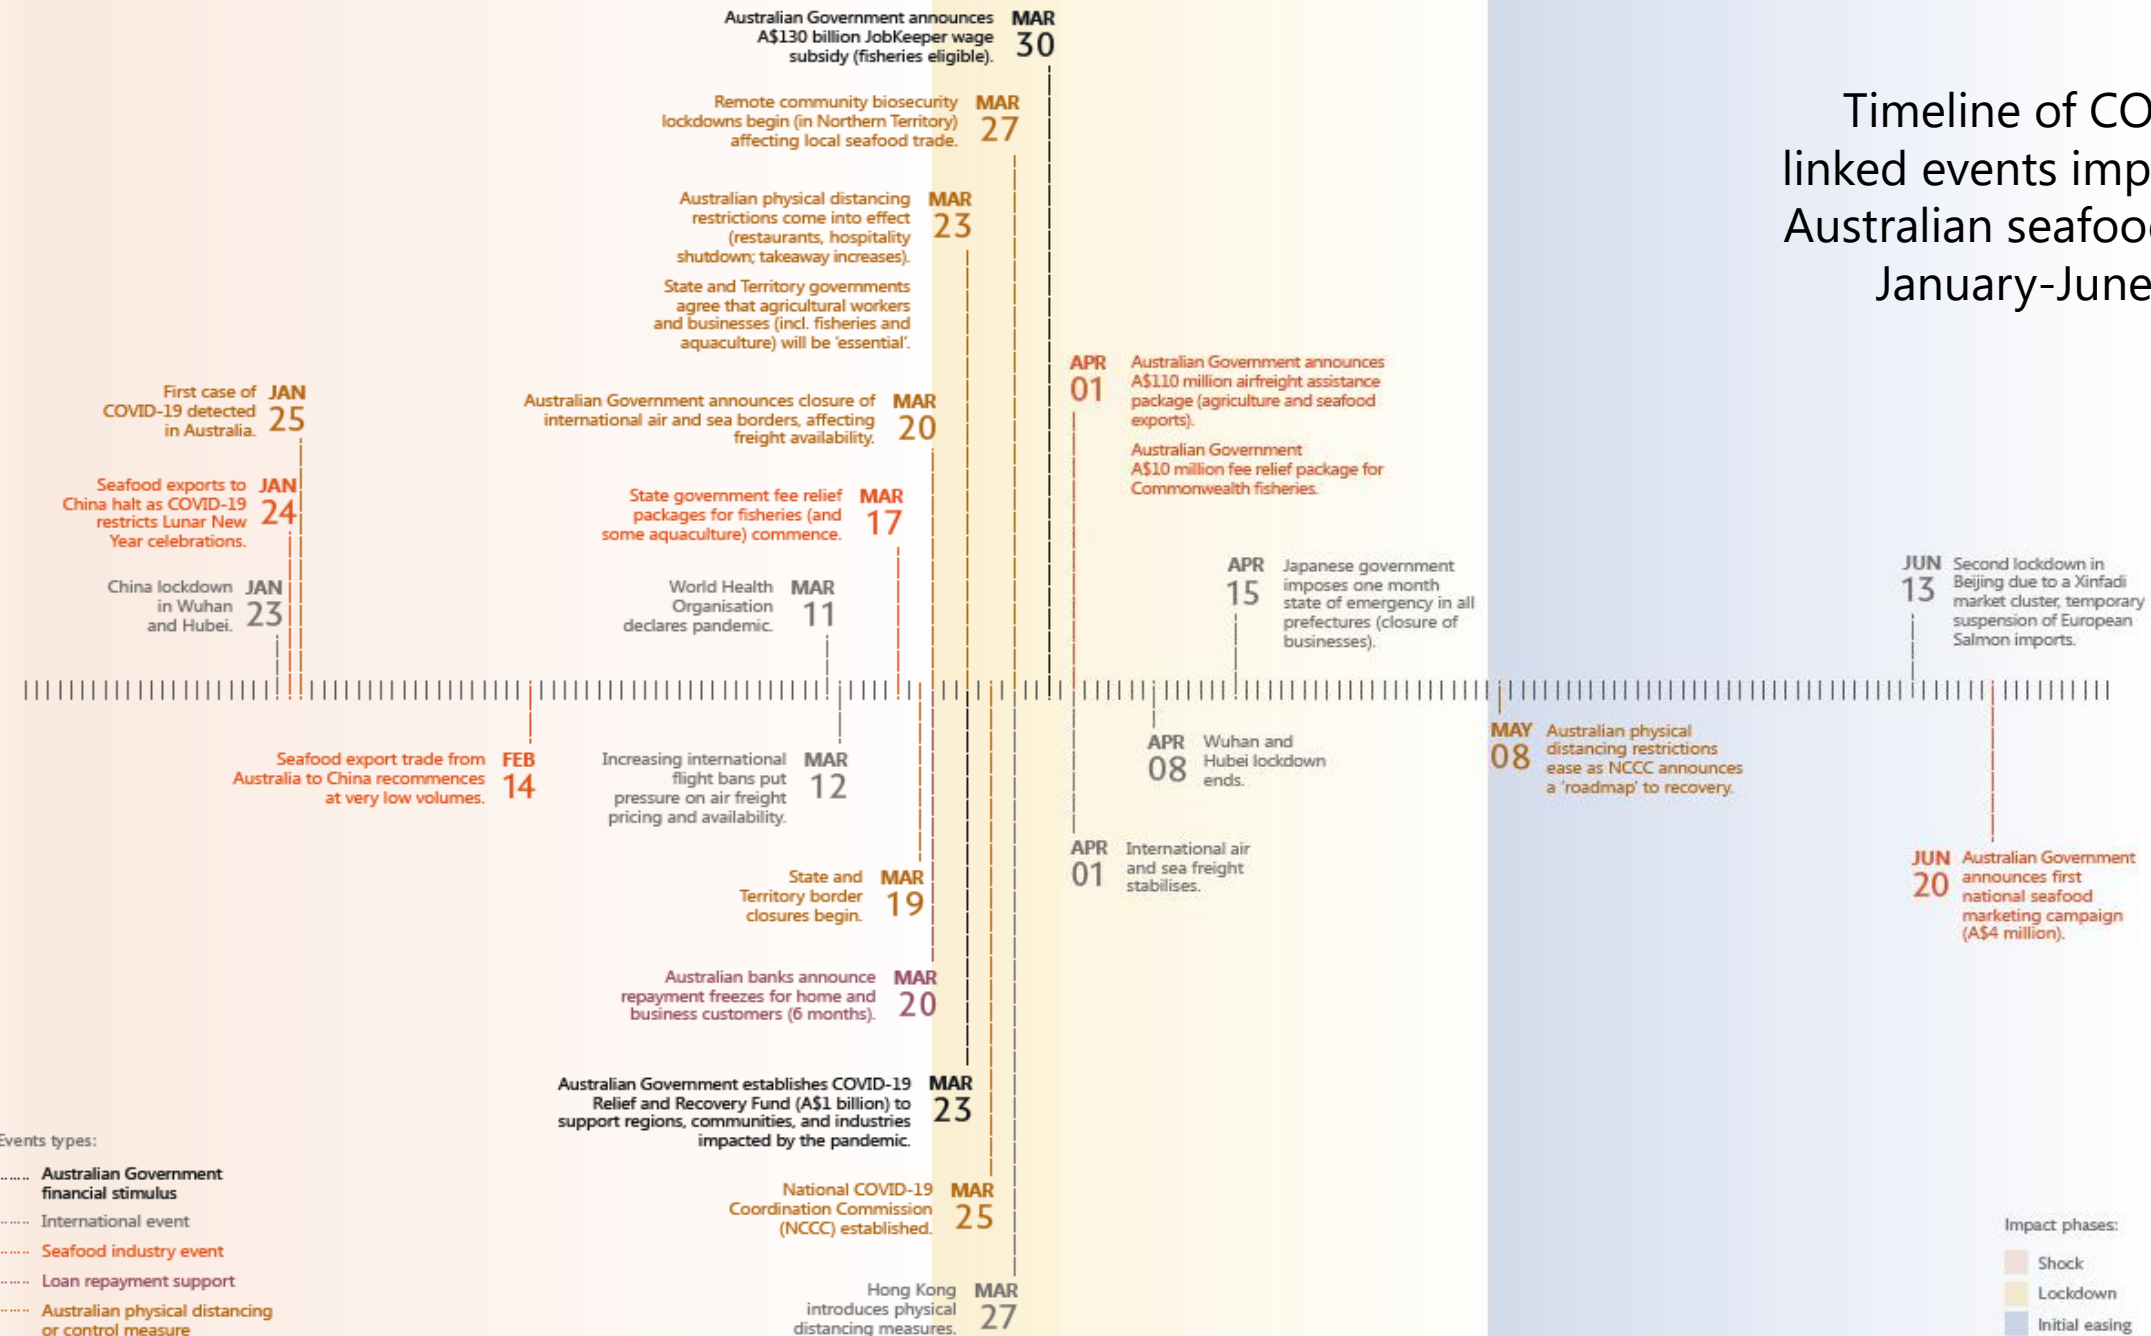 Australian Government announces
A$130 billion JobKeeper wage
subsidy (fisheries eligible).
MAR
30
Remote community biosecurity
lockdowns begin (in Northern Territory)
affecting local seafood trade.
MAR
27
Australian physical distancing
restrictions come into effect
(restaurants, hospitality
shutdown; takeaway increases).
State and Territory governments
agree that agricultural workers
and businesses (incl. fisheries and
aquaculture) will be 'essential'.
MAR
23
Timeline of CO
linked events imp
Australian seafoo
January-June
First case of
COVID-19 detected
in Australia.
JAN
25
Australian Government announces closure of
international air and sea borders, affecting
freight availability.
MAR
20
APR
01
Australian Government announces
A$110 million airfreight assistance
package (agriculture and seafood
exports).
Australian Government
A$10 million fee relief package for
Commonwealth fisheries.
Seafood exports to
China halt as COVID-19
restricts Lunar New
Year celebrations.
JAN
24
State government fee relief
packages for fisheries (and
some aquaculture) commence.
MAR
17
China lockdown
in Wuhan
and Hubei.
JAN
23
World Health
Organisation
declares pandemic.
MAR
11
APR
15
Japanese government
imposes one month
state of emergency in all
prefectures (closure of
businesses).
JUN
13
Second lockdown in
Beijing due to a Xinfadi
market cluster, temporary
suspension of European
Salmon imports.
Seafood export trade from
Australia to China recommences
at very low volumes.
FEB
14
Increasing international
flight bans put
pressure on air freight
pricing and availability.
MAR
12
APR
08
Wuhan and
Hubei lockdown
ends.
MAY
08
Australian physical
distancing restrictions
ease as NCCC announces
a 'roadmap' to recovery.
State and
Territory border
closures begin.
MAR
19
APR
01
International air
and sea freight
stabilises.
JUN
20
Australian Government
announces first
national seafood
marketing campaign
(A$4 million).
Australian banks announce
repayment freezes for home and
business customers (6 months).
MAR
20
Australian Government establishes COVID-19
Relief and Recovery Fund (A$1 billion) to
support regions, communities, and industries
impacted by the pandemic.
MAR
23
National COVID-19
Coordination Commission
(NCCC) established.
MAR
25
Hong Kong
introduces physical
distancing measures.
MAR
27
Events types:
Australian Government
financial stimulus
International event
Seafood industry event
Loan repayment support
Australian physical distancing
or control measure
Impact phases:
Shock
Lockdown
Initial easing